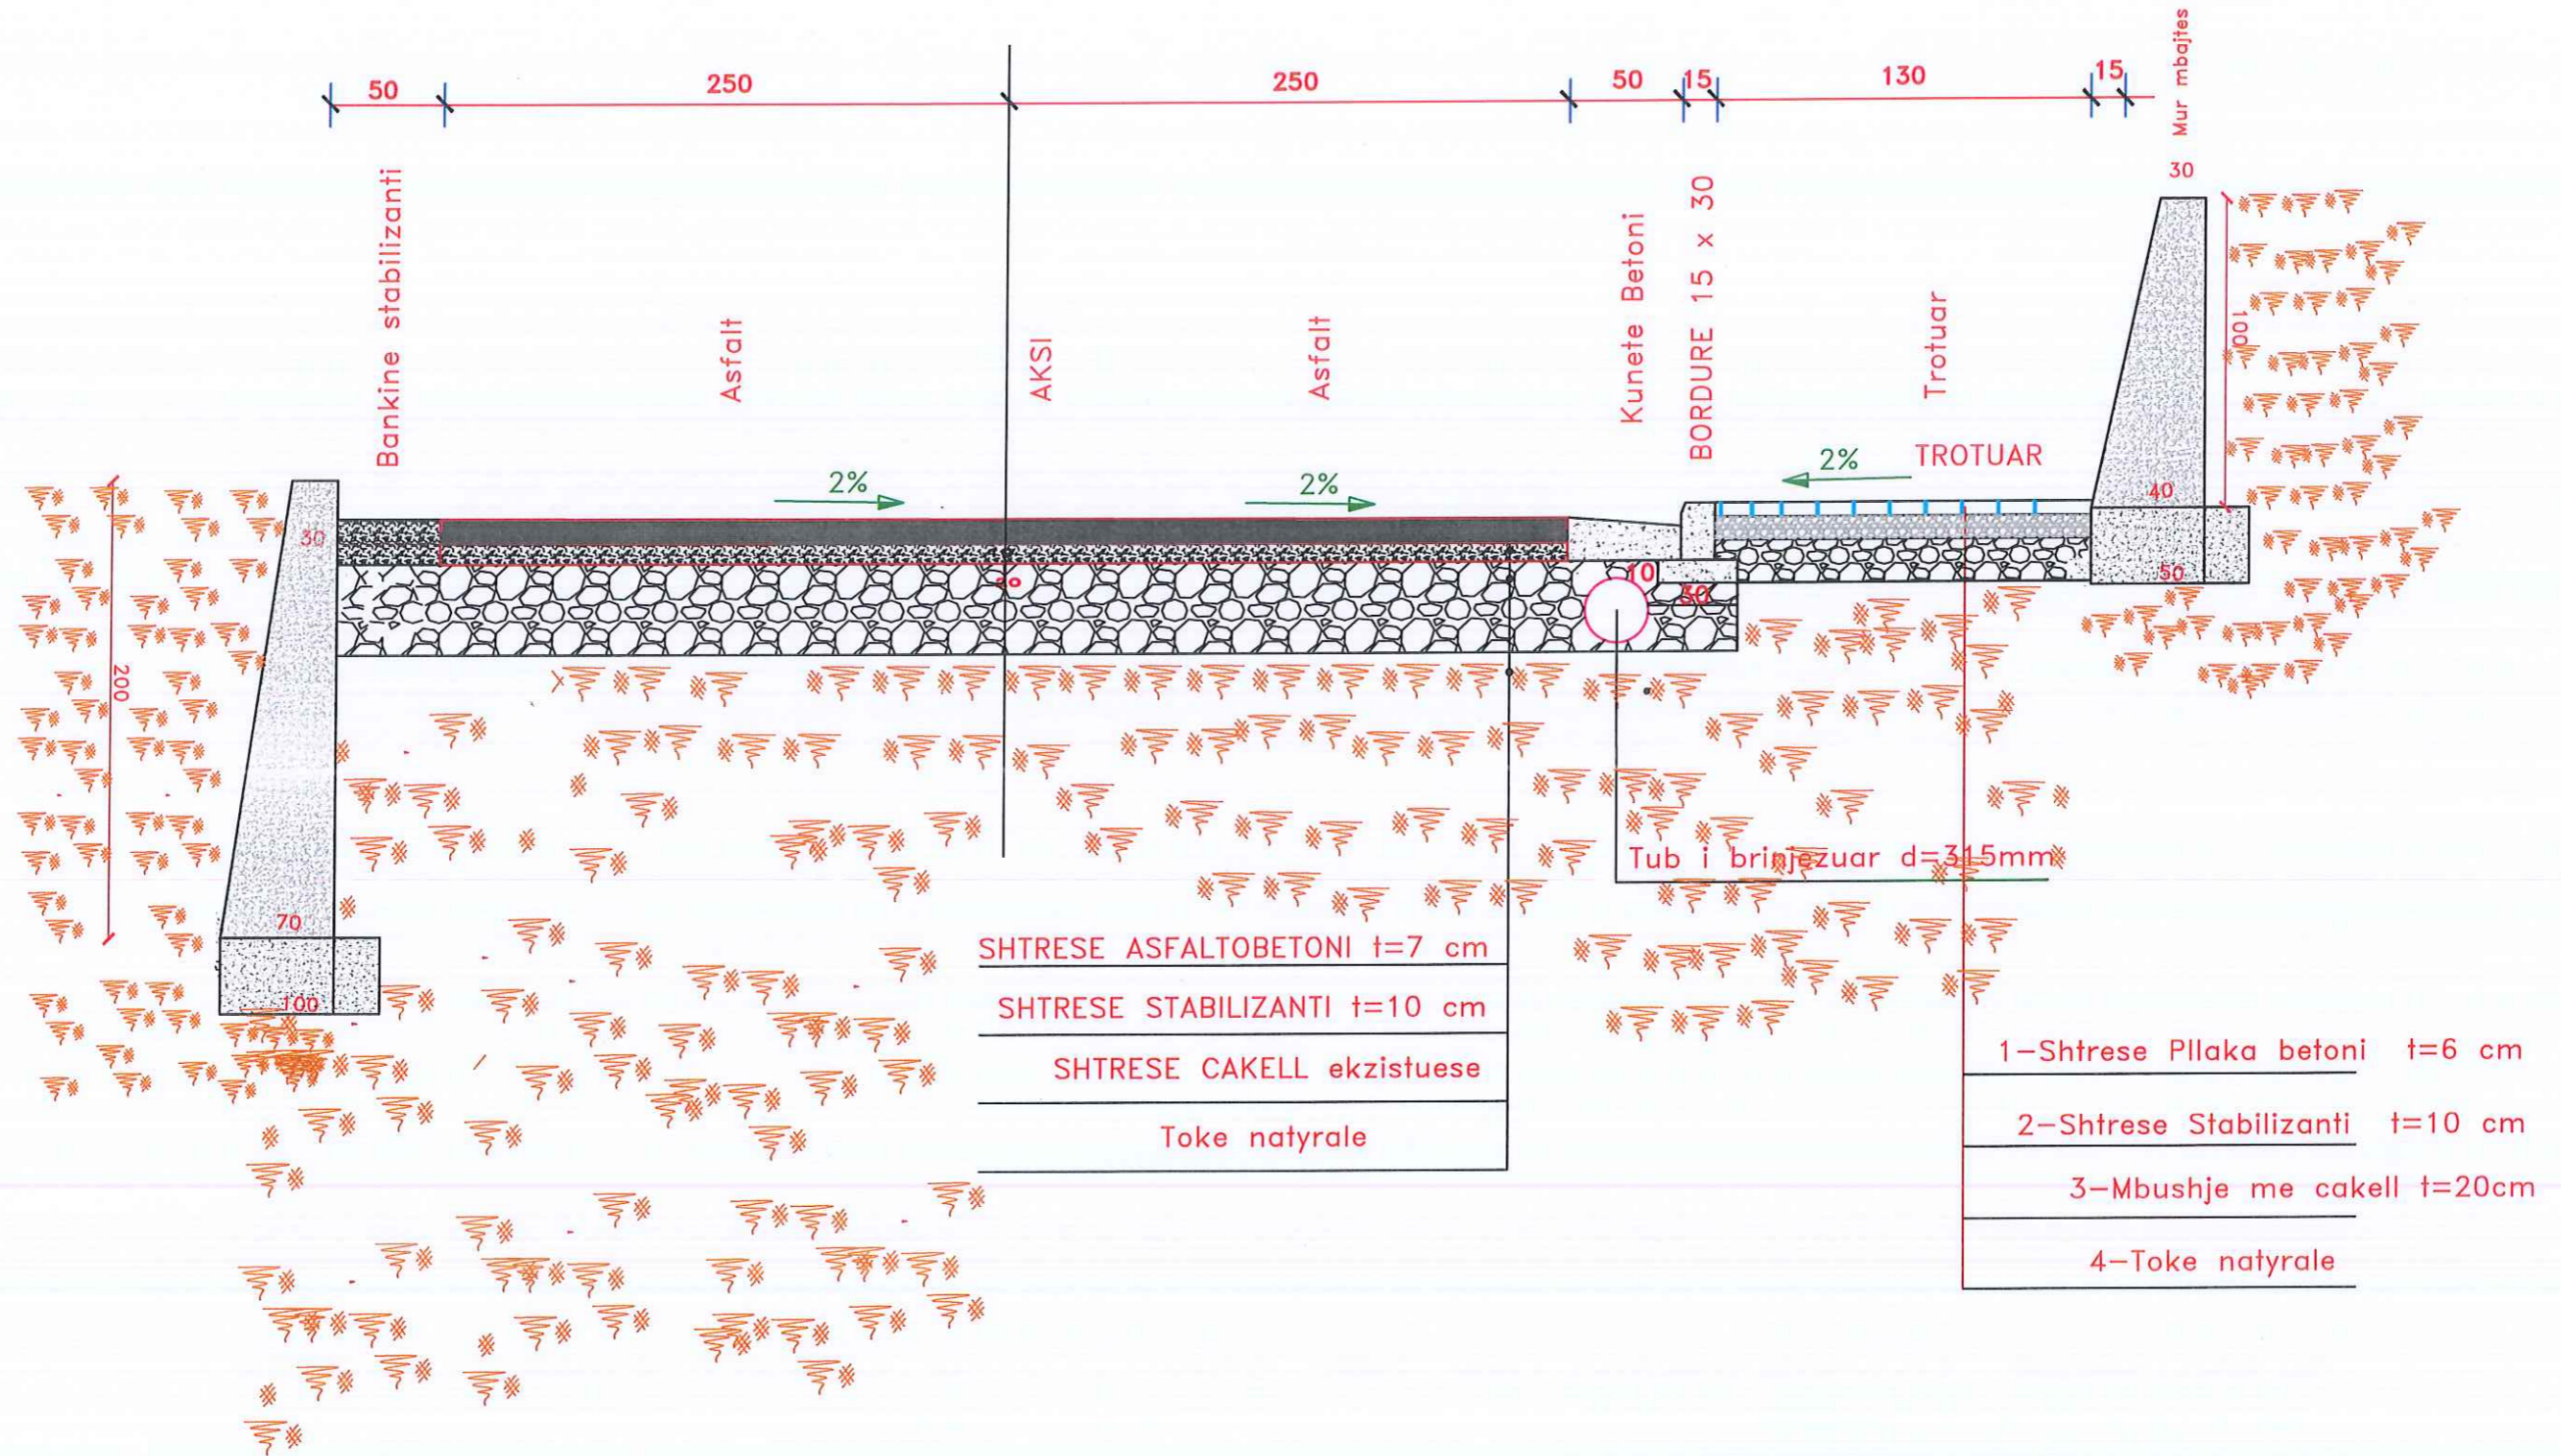 50
250
250
50
15
130
15
Mur mbajtes
30
Bankine stabilizanti
Asfalt
AKSI
Asfalt
Kunete Betoni
BORDURE 15 x 30
Trotuar
100
2%
2%
2%
TROTUAR
40
50
30
10
30
200
70
100
Tub i brinjezuar d=315mm
SHTRESE ASFALTOBETONI t=7 cm
SHTRESE STABILIZANTI t=10 cm
SHTRESE CAKELL ekzistuese
Toke natyrale
1-Shtrese Pllaka betoni t=6 cm
2-Shtrese Stabilizanti t=10 cm
3-Mbushje me cakell t=20cm
4-Toke natyrale